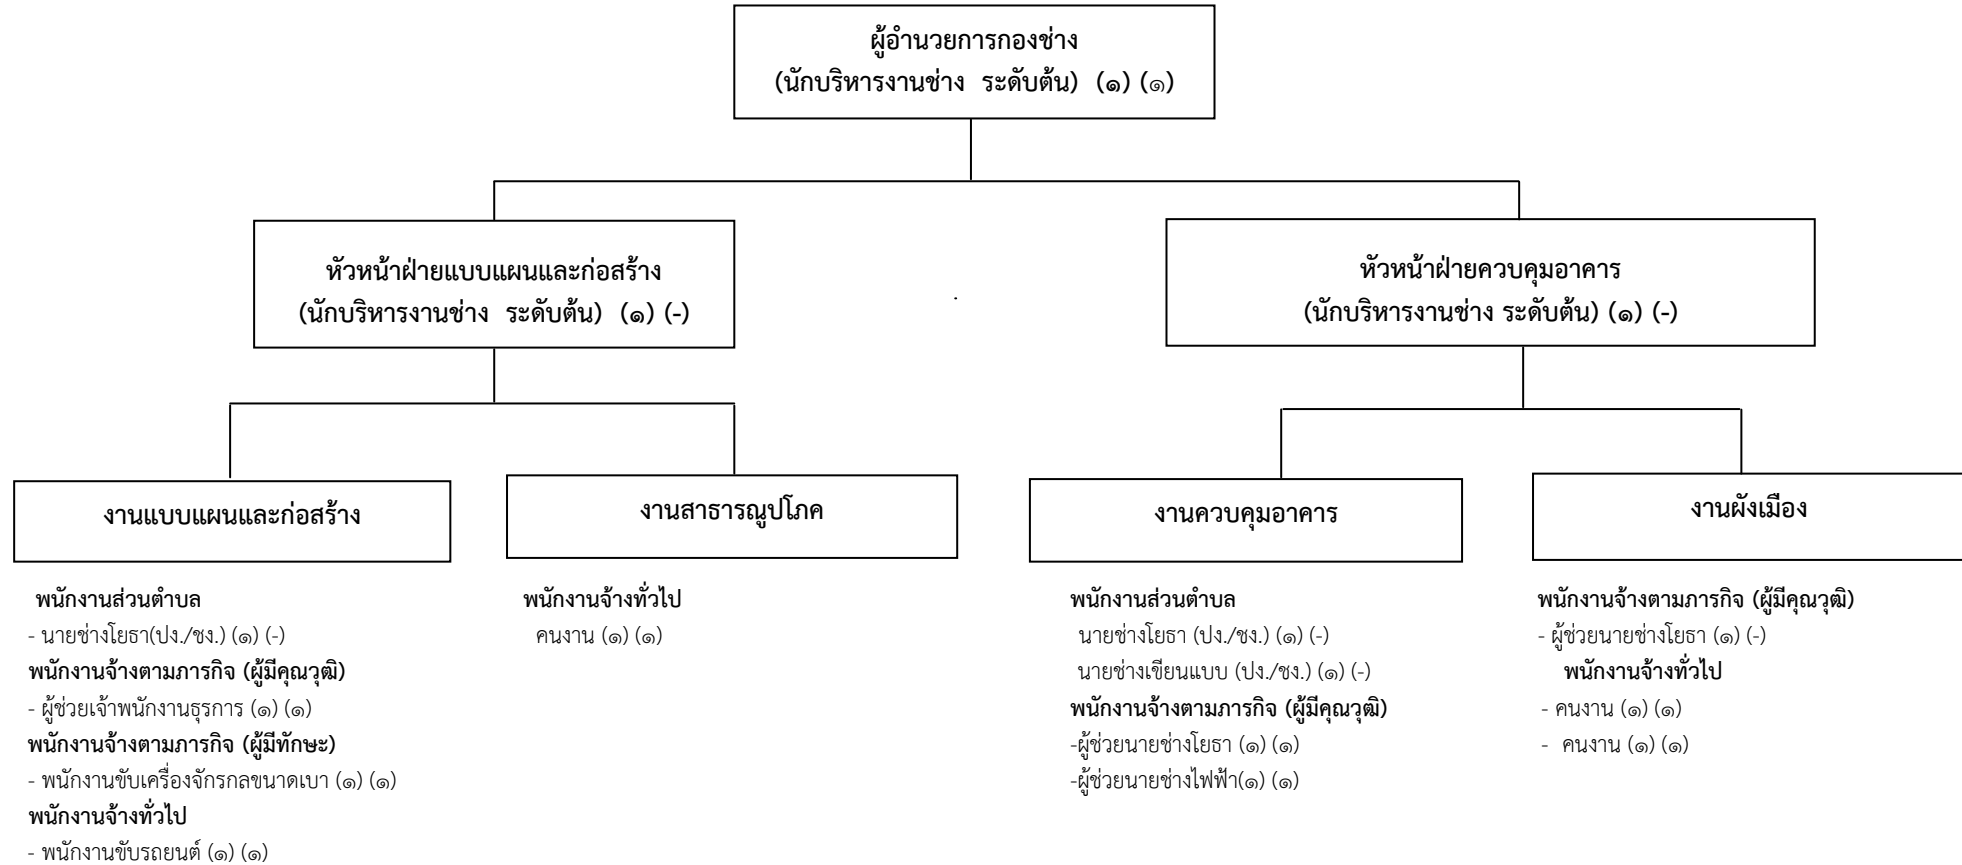 ผู้อำนวยการกองช่าง
(นักบริหารงานช่าง ระดับต้น) (๑) (๑)
หัวหน้าฝ่ายแบบแผนและก่อสร้าง
(นักบริหารงานช่าง ระดับต้น) (๑) (-)
หัวหน้าฝ่ายควบคุมอาคาร
(นักบริหารงานช่าง ระดับต้น) (๑) (-)
งานแบบแผนและก่อสร้าง
พนักงานส่วนตำบล
- นายช่างโยธา(ปง./ชง.) (๑) (-)
พนักงานจ้างตามภารกิจ (ผู้มีคุณวุฒิ)
- ผู้ช่วยเจ้าพนักงานธุรการ (๑) (๑)
พนักงานจ้างตามภารกิจ (ผู้มีทักษะ)
- พนักงานขับเครื่องจักรกลขนาดเบา (๑) (๑)
พนักงานจ้างทั่วไป
- พนักงานขับรถยนต์ (๑) (๑)
งานสาธารณูปโภค
พนักงานจ้างทั่วไป
คนงาน (๑) (๑)
งานควบคุมอาคาร
พนักงานส่วนตำบล
นายช่างโยธา (ปง./ชง.) (๑) (-)
นายช่างเขียนแบบ (ปง./ชง.) (๑) (-)
พนักงานจ้างตามภารกิจ (ผู้มีคุณวุฒิ)
-ผู้ช่วยนายช่างโยธา (๑) (๑)
-ผู้ช่วยนายช่างไฟฟ้า(๑) (๑)
งานผังเมือง
พนักงานจ้างตามภารกิจ (ผู้มีคุณวุฒิ)
- ผู้ช่วยนายช่างโยธา (๑) (-)
พนักงานจ้างทั่วไป
- คนงาน (๑) (๑)
- คนงาน (๑) (๑)